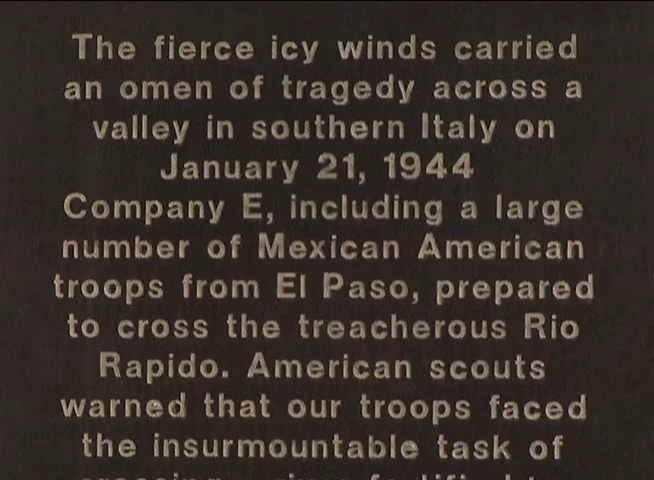 The fierce icy winds carried
an omen of tragedy across a
valley in southern Italy on
January 21, 1944
Company E, including a large
number of Mexican American
troops from El Paso, prepared
to cross the treacherous Rio
Rapido. American scouts
warned that our troops faced
the insurmountable task of